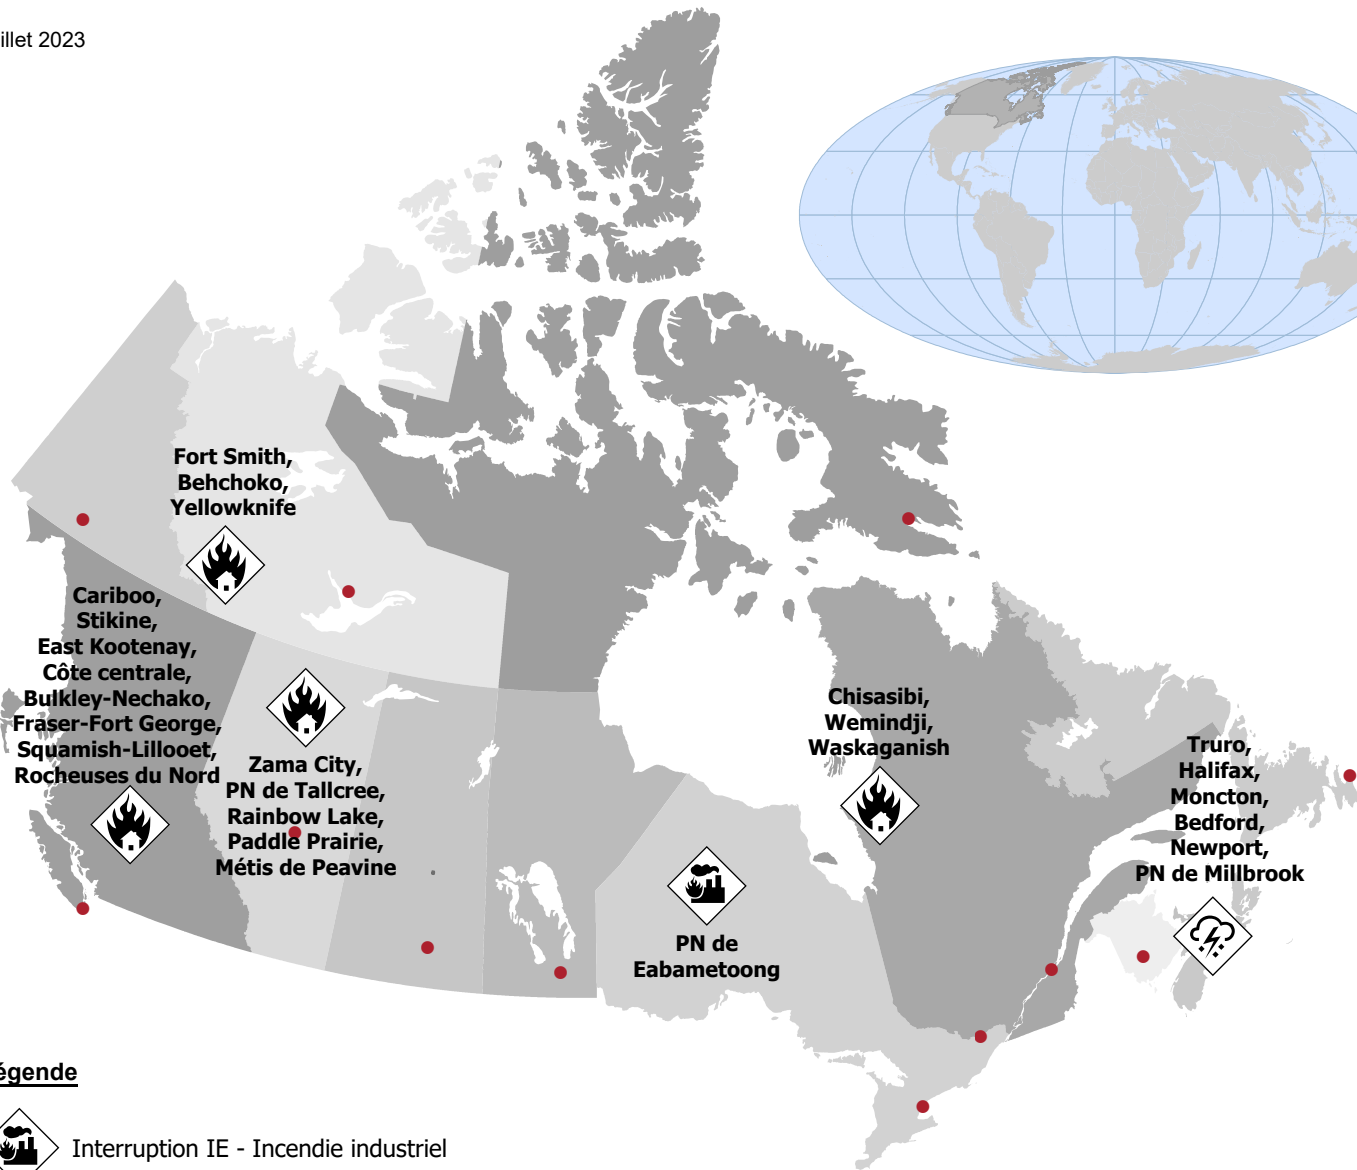 illet 2023
Fort Smith,
Behchoko,
Yellowknife
Cariboo,
Stikine,
East Kootenay,
Côte centrale,
Bulkley-Nechako,
Fraser-Fort George,
Squamish-Lillooet,
Rocheuses du Nord
Zama City,
PN de Tallcree,
Rainbow Lake,
Paddle Prairie,
Métis de Peavine
Chisasibi,
Wemindji,
Waskaganish
PN de
Eabametoong
Truro,
Halifax,
Moncton,
Bedford,
Newport,
PN de Millbrook
égende
Interruption IE - Incendie industriel